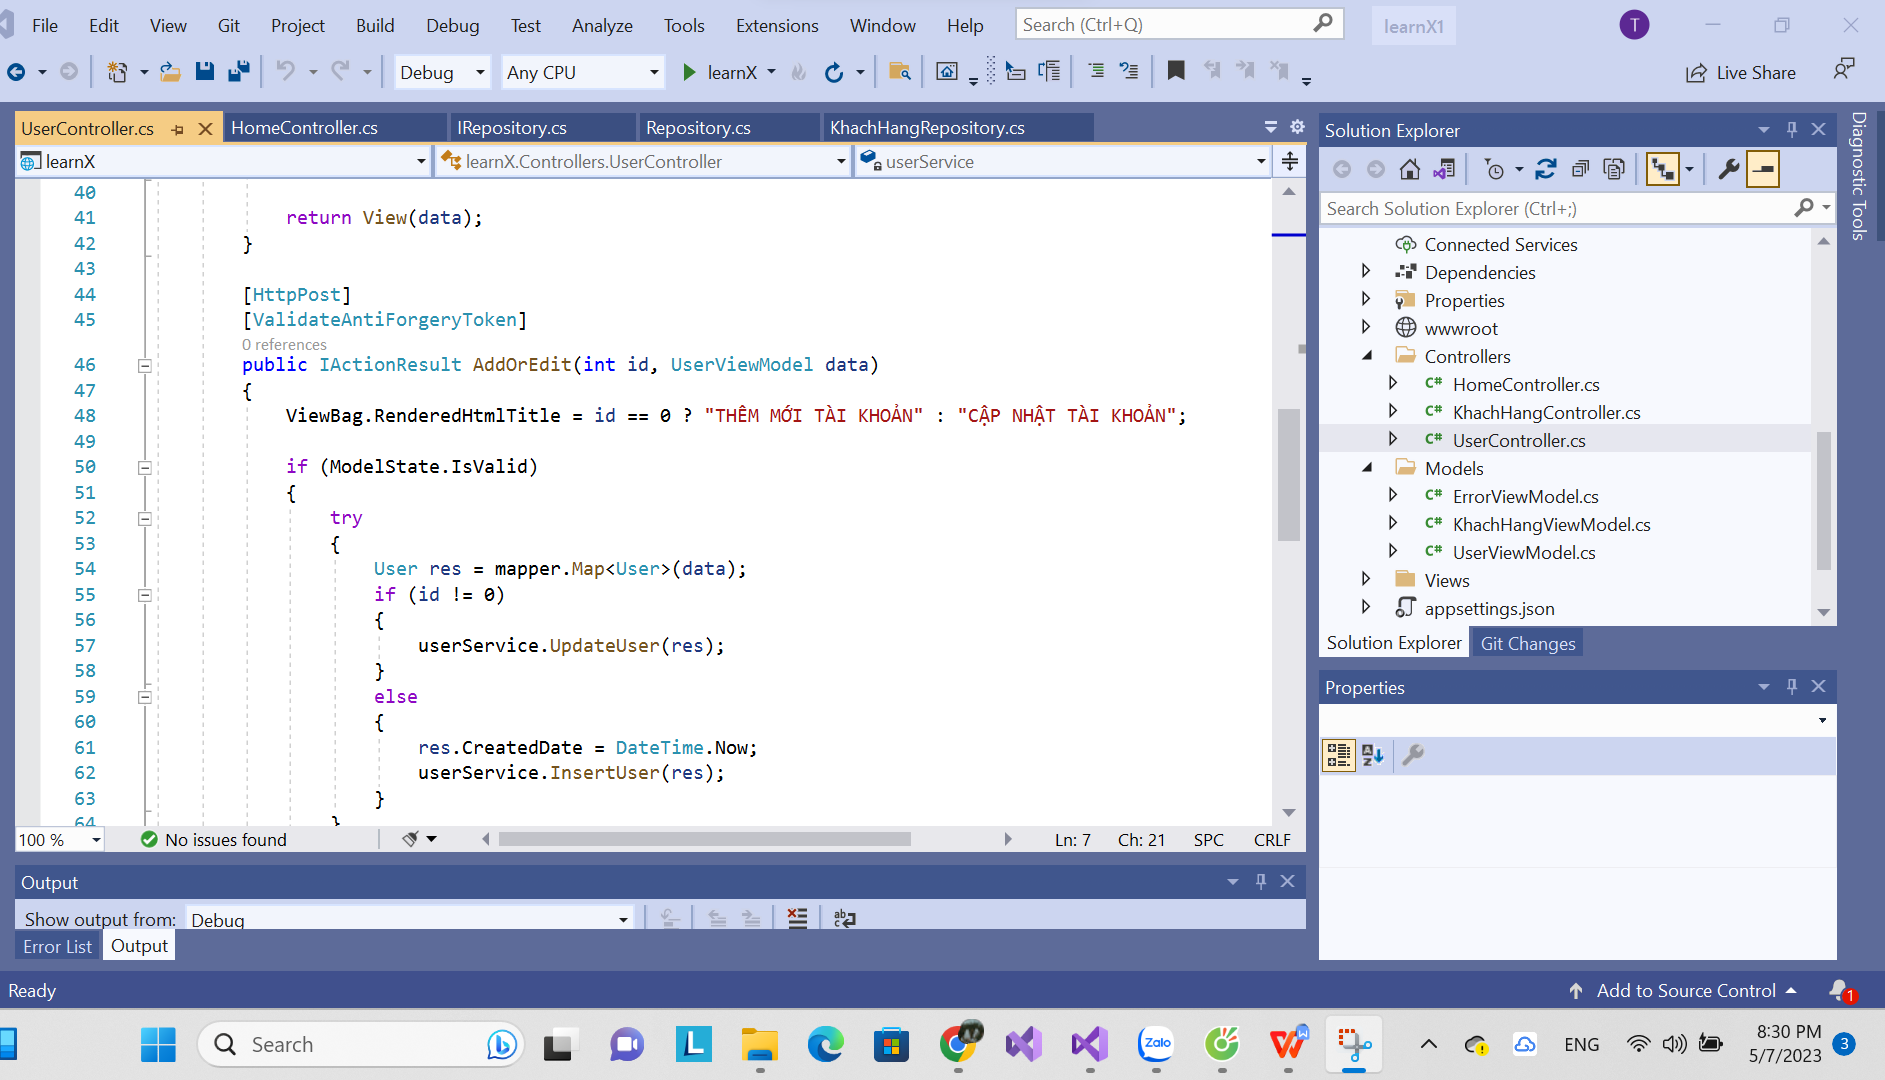 File Edit View Git Project Build Debug Test Analyze Tools Extensions Window Help Search (Ctrl+Q) learnX1 T
Debug Any CPU learnX Live Share
UserController.cs HomeController.cs IRepository.cs Repository.cs KhachHangRepository.cs
learnX learnX.Controllers.UserController userService
40
41 return View(data);
42 }
43
44 [HttpPost]
45 [ValidateAntiForgeryToken]
0 references
46 public IActionResult AddOrEdit(int id, UserViewModel data)
47 {
48 ViewBag.RenderedHtmlTitle = id == 0 ? "THÊM MỚI TÀI KHOẢN" : "CẬP NHẬT TÀI KHOẢN";
49
50 if (ModelState.IsValid)
51 {
52 try
53 {
54 User res = mapper.Map<User>(data);
55 if (id != 0)
56 {
57 userService.UpdateUser(res);
58 }
59 else
60 {
61 res.CreatedDate = DateTime.Now;
62 userService.InsertUser(res);
63 }
64 }
100 % No issues found Ln: 7 Ch: 21 SPC CRLF
Output
Show output from: Debug
Error List Output
Solution Explorer
Search Solution Explorer (Ctrl+;)
Connected Services
Dependencies
Properties
wwwroot
Controllers
C# HomeController.cs
C# KhachHangController.cs
C# UserController.cs
Models
C# ErrorViewModel.cs
C# KhachHangViewModel.cs
C# UserViewModel.cs
Views
appsettings.json
Solution Explorer Git Changes
Properties
Diagnostic Tools
Ready Add to Source Control 1
Search L Zalo W ENG 8:30 PM 3
5/7/2023